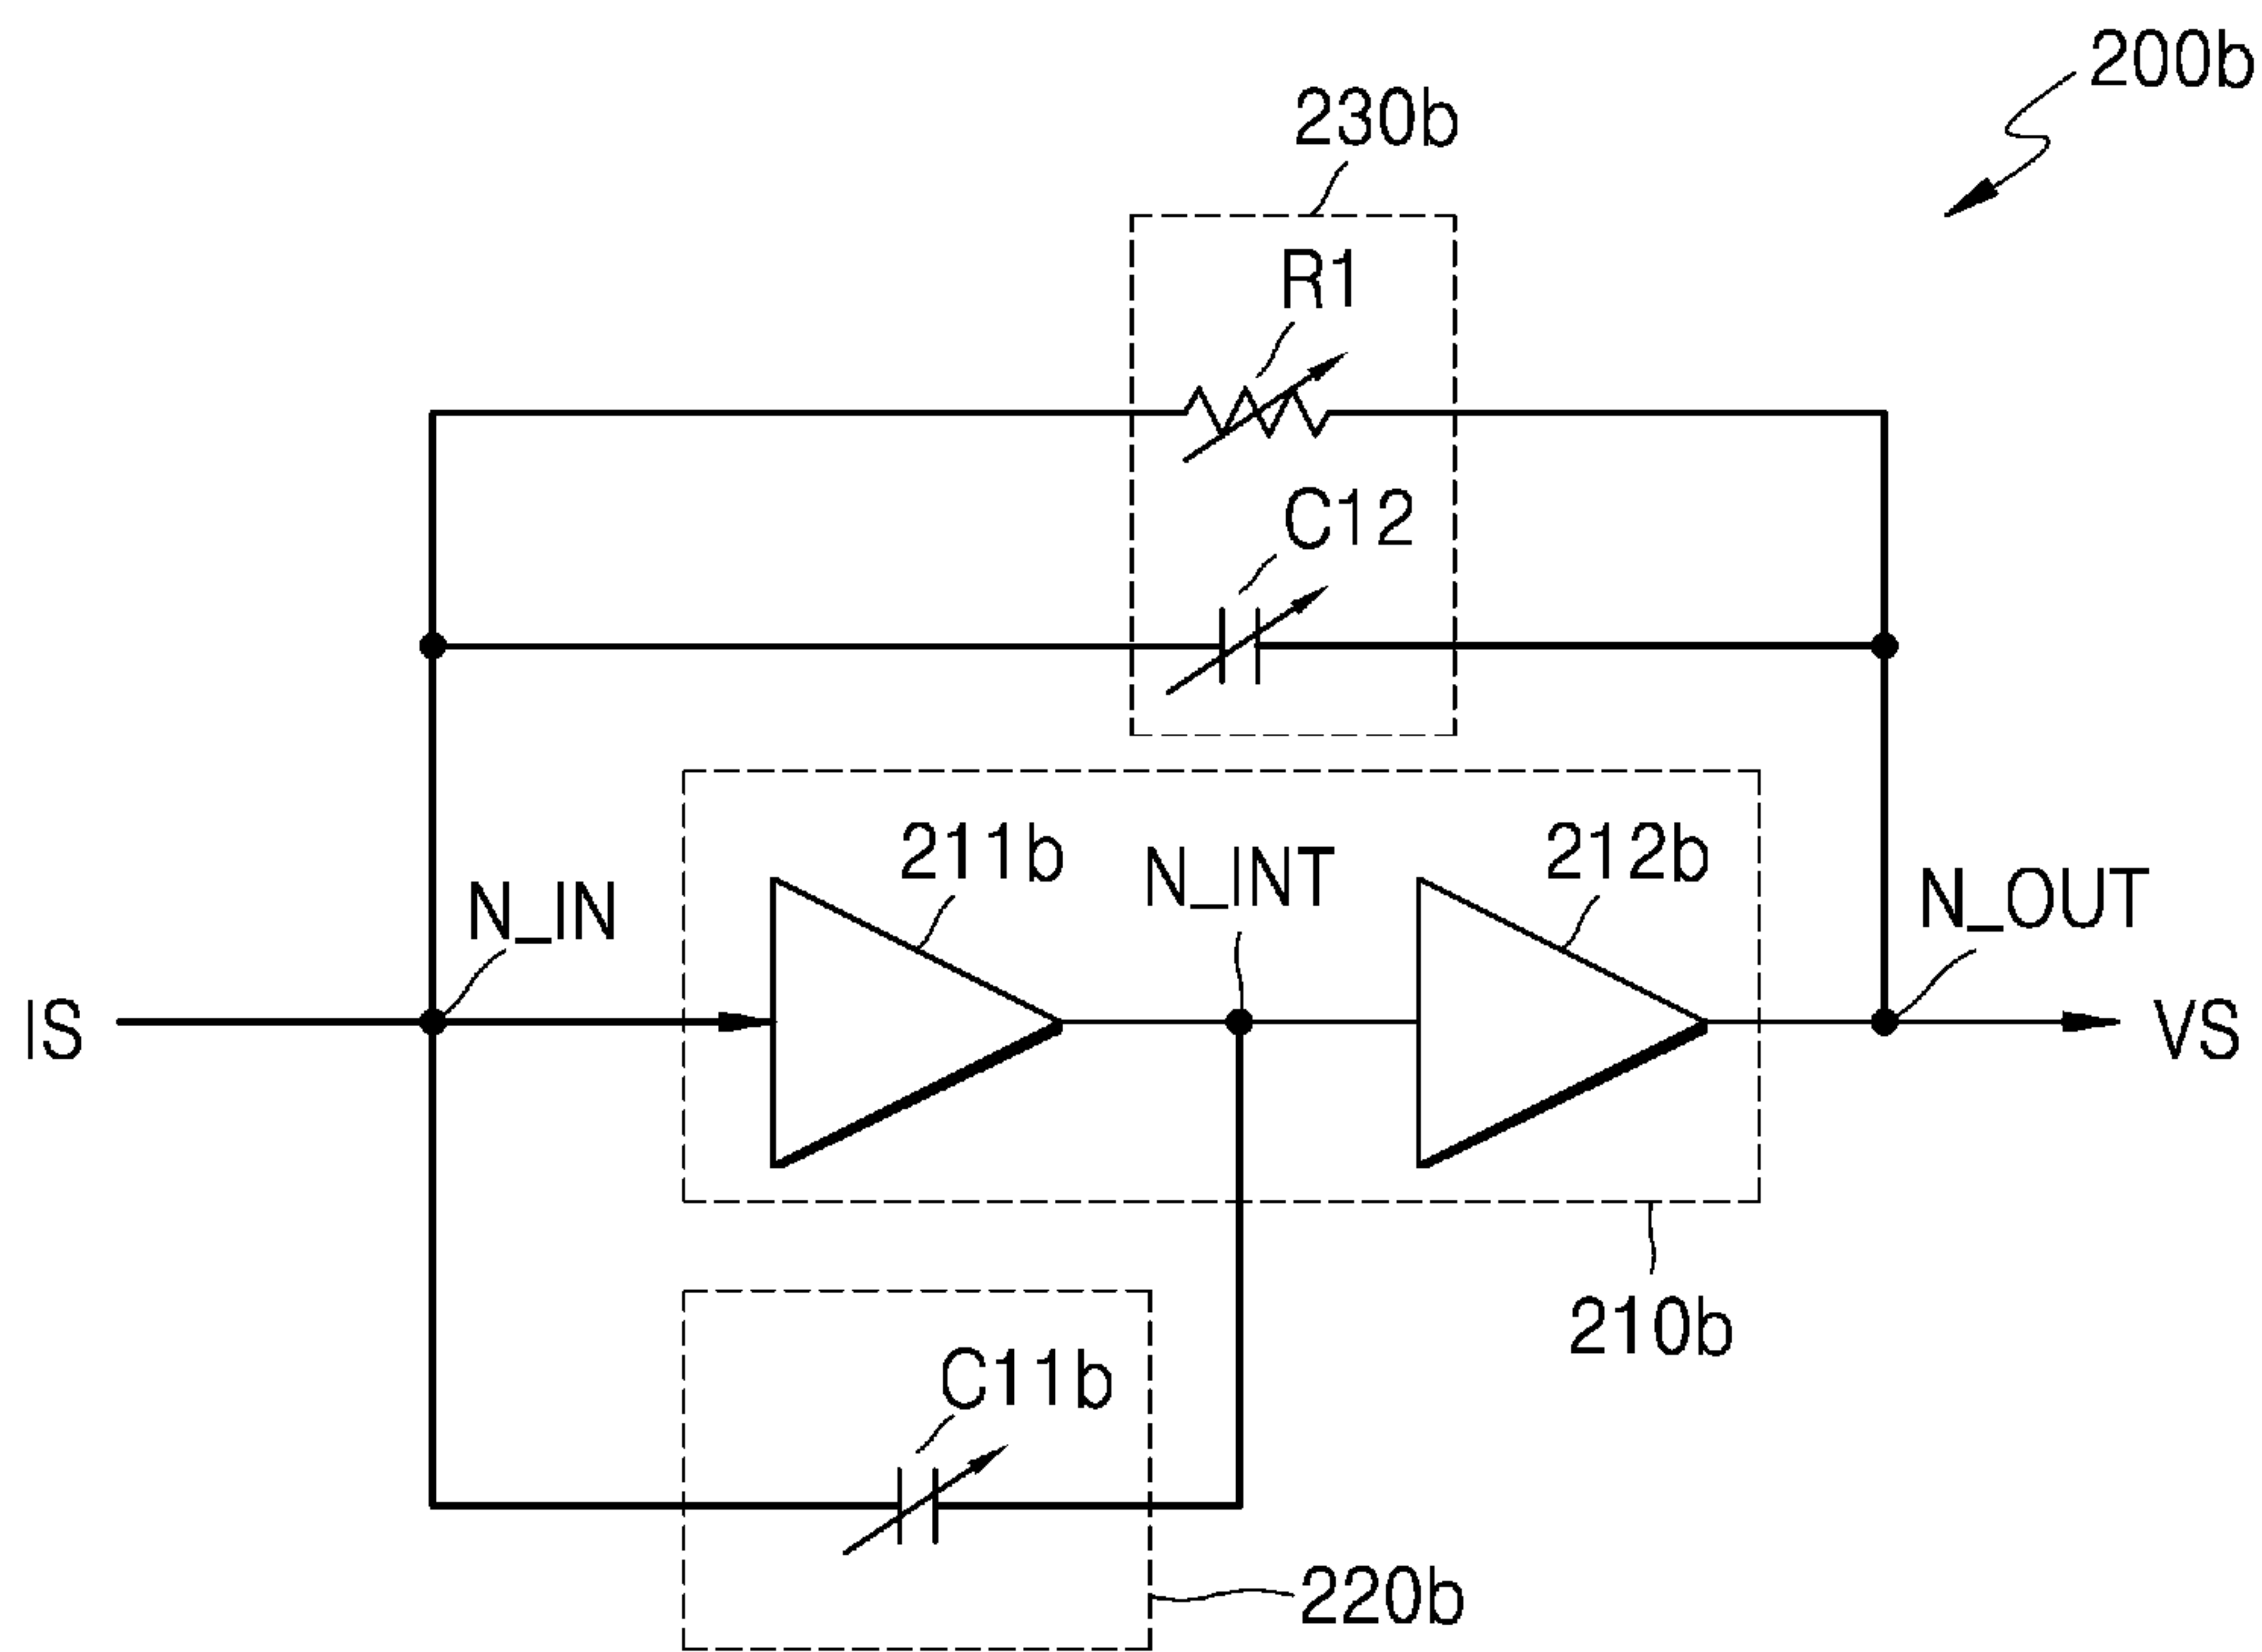 200b
230b
R1
C12
211b
N_INT
212b
N_IN
N_OUT
IS
VS
210b
C11b
220b